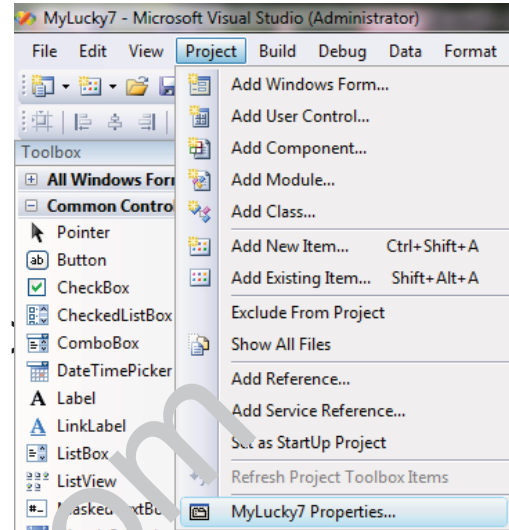 MyLucky7 - Microsoft Visual Studio (Administrator)
File Edit View Project Build Debug Data Format
Toolbox
All Windows Forr
Common Contro
Pointer
Button
CheckBox
CheckedListBox
ComboBox
DateTimePicker
Label
LinkLabel
ListBox
ListView
Add Windows Form...
Add User Control...
Add Component...
Add Module...
Add Class...
Add New Item... Ctrl+Shift+A
Add Existing Item... Shift+Alt+A
Exclude From Project
Show All Files
Add Reference...
Add Service Reference...
Set as StartUp Project
Refresh Project Toolbox Items
MyLucky7 Properties...